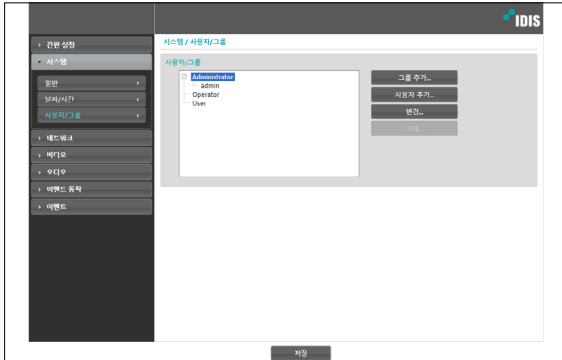 IDIS
간편 설정
시스템
일반
날짜/시간
사용자/그룹
네트워크
비디오
오디오
이벤트 동작
이벤트
시스템 / 사용자/그룹
사용자/그룹
Administrator
admin
Operator
User
그룹 추가...
사용자 추가...
변경...
삭제...
저장